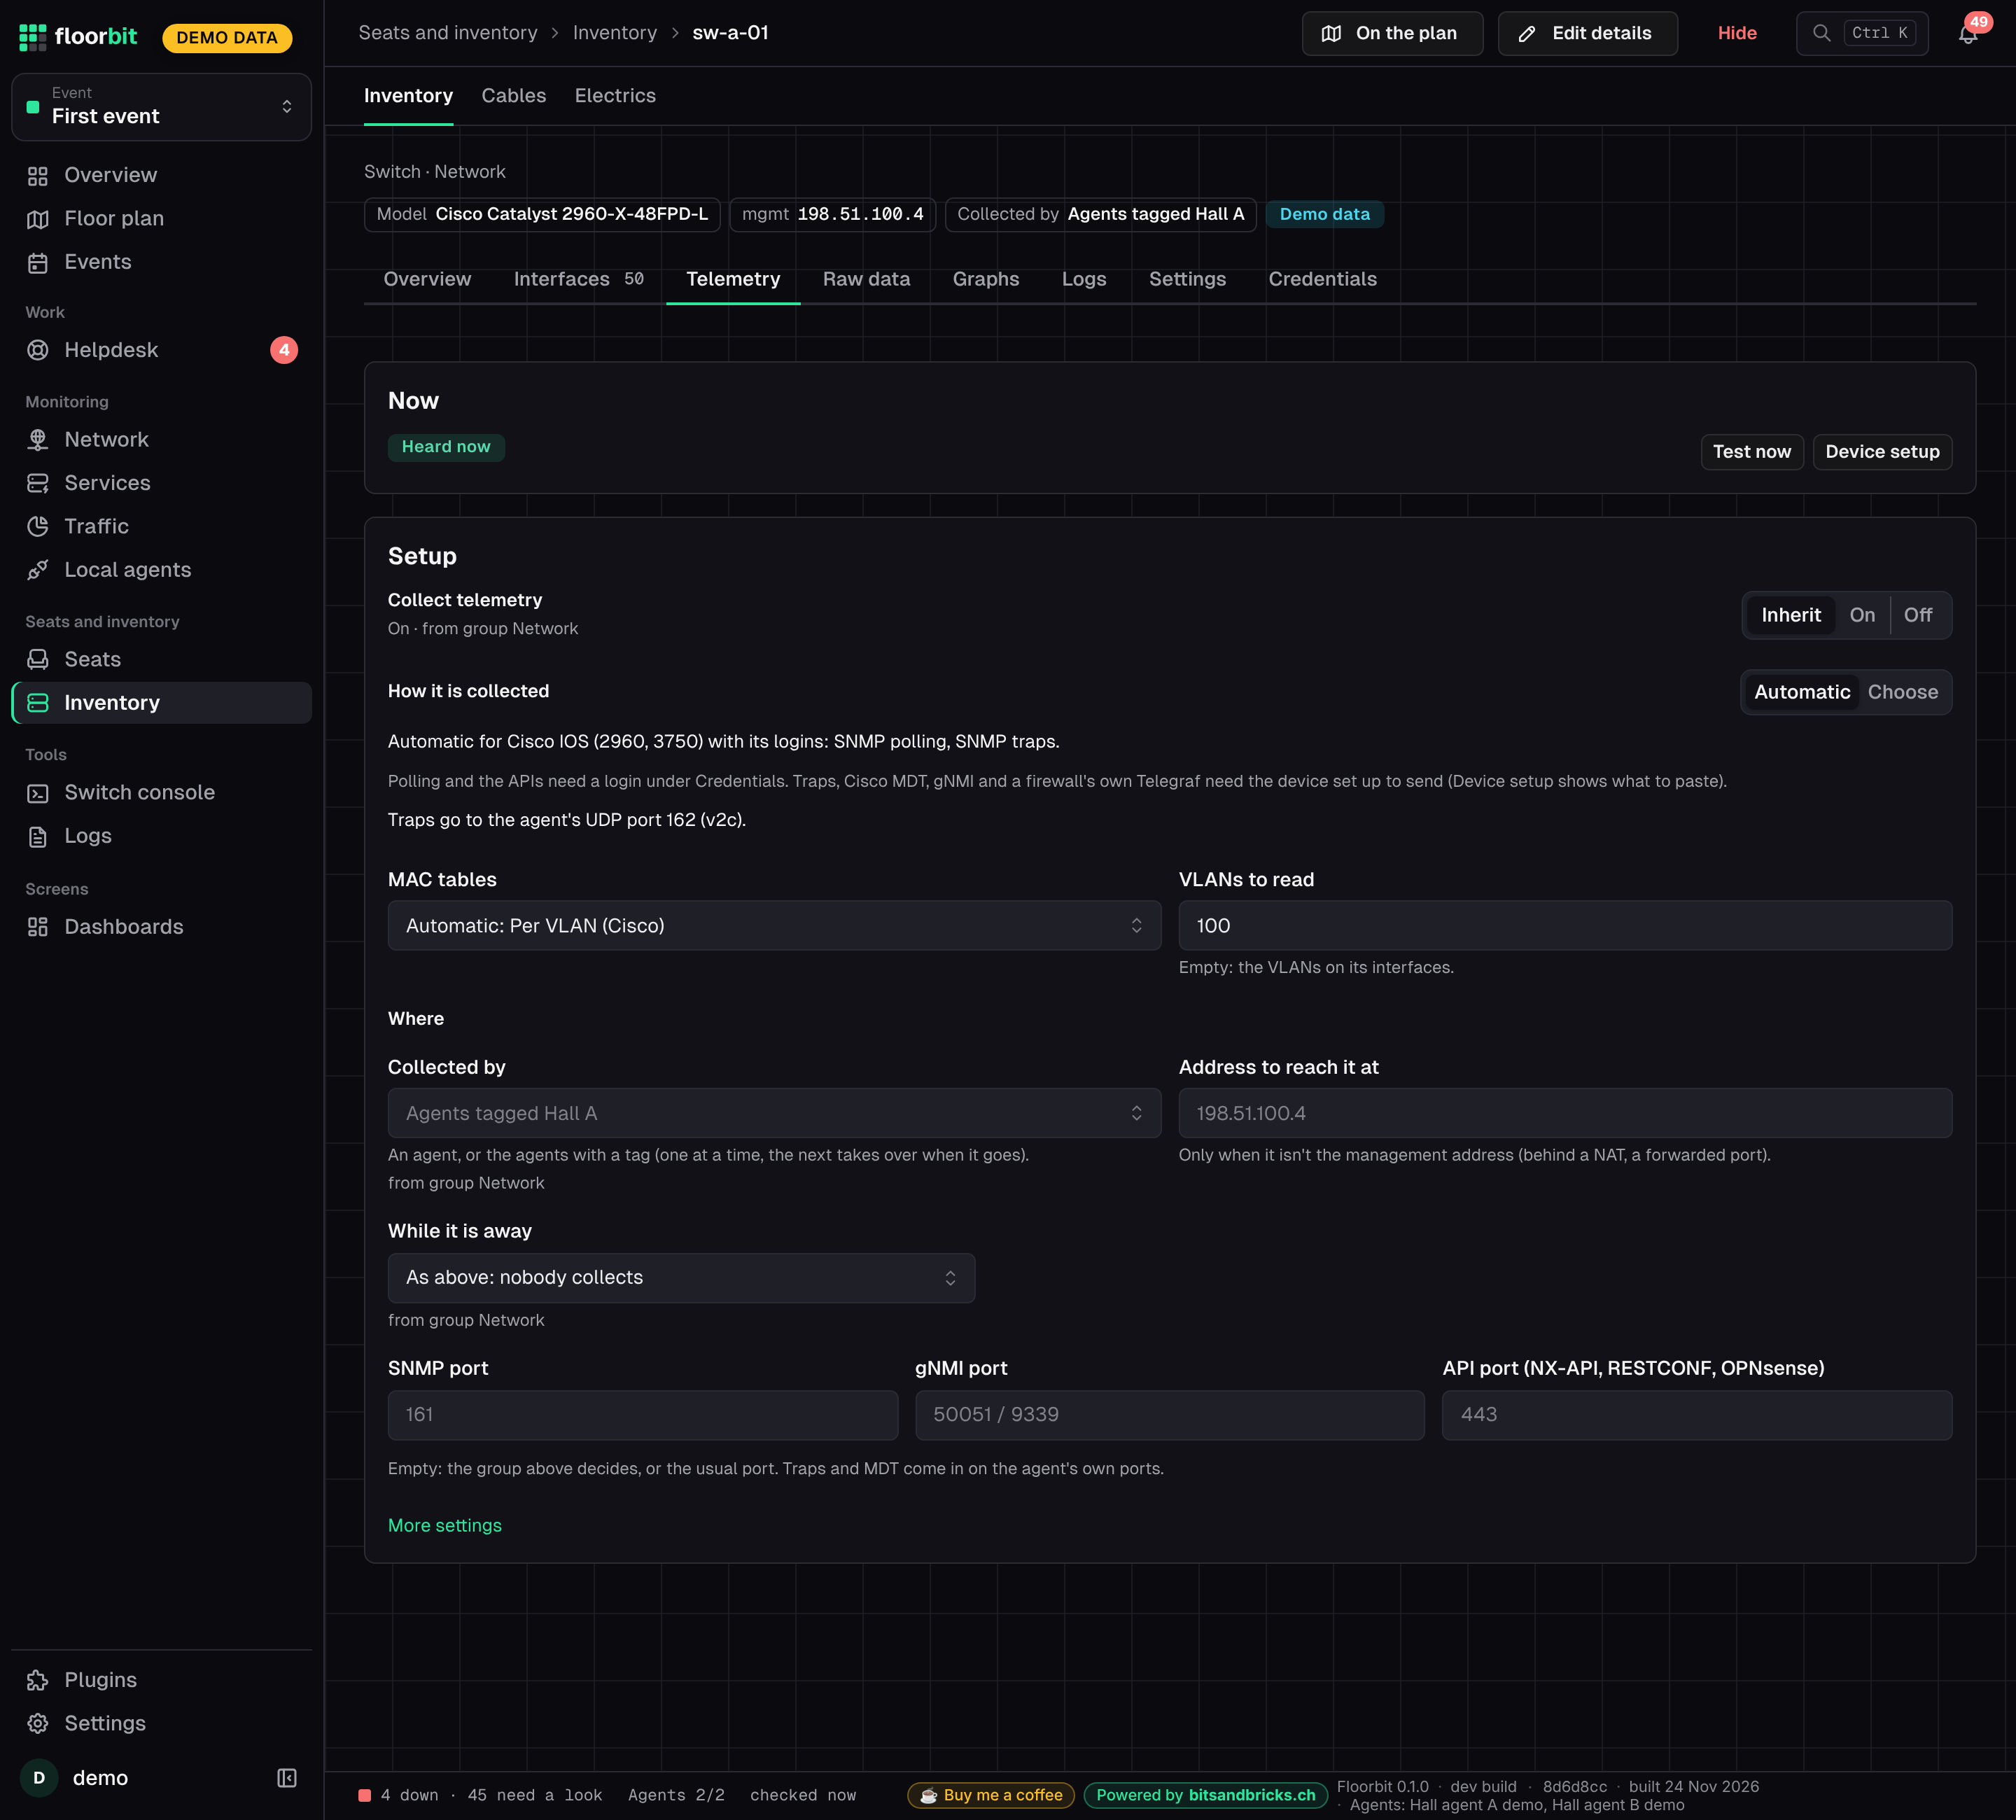 floorbit
DEMO DATA
Event
First event
Overview
Floor plan
Events
Work
Helpdesk
4
Monitoring
Network
Services
Traffic
Local agents
Seats and inventory
Seats
Inventory
Tools
Switch console
Logs
Screens
Dashboards
Plugins
Settings
D demo
Seats and inventory > Inventory > sw-a-01
On the plan
Edit details
Hide
Ctrl K
49
Inventory Cables Electrics
Switch · Network
Model Cisco Catalyst 2960-X-48FPD-L
mgmt 198.51.100.4
Collected by Agents tagged Hall A
Demo data
Overview Interfaces 50 Telemetry Raw data Graphs Logs Settings Credentials
Now
Heard now
Test now
Device setup
Setup
Collect telemetry
On · from group Network
Inherit On Off
How it is collected
Automatic Choose
Automatic for Cisco IOS (2960, 3750) with its logins: SNMP polling, SNMP traps.
Polling and the APIs need a login under Credentials. Traps, Cisco MDT, gNMI and a firewall's own Telegraf need the device set up to send (Device setup shows what to paste).
Traps go to the agent's UDP port 162 (v2c).
MAC tables
Automatic: Per VLAN (Cisco)
VLANs to read
100
Empty: the VLANs on its interfaces.
Where
Collected by
Agents tagged Hall A
An agent, or the agents with a tag (one at a time, the next takes over when it goes).
from group Network
Address to reach it at
198.51.100.4
Only when it isn't the management address (behind a NAT, a forwarded port).
While it is away
As above: nobody collects
from group Network
SNMP port
161
gNMI port
50051 / 9339
API port (NX-API, RESTCONF, OPNsense)
443
Empty: the group above decides, or the usual port. Traps and MDT come in on the agent's own ports.
More settings
4 down · 45 need a look Agents 2/2 checked now
Buy me a coffee
Powered by bitsandbricks.ch
Floorbit 0.1.0 · dev build · 8d6d8cc · built 24 Nov 2026
· Agents: Hall agent A demo, Hall agent B demo